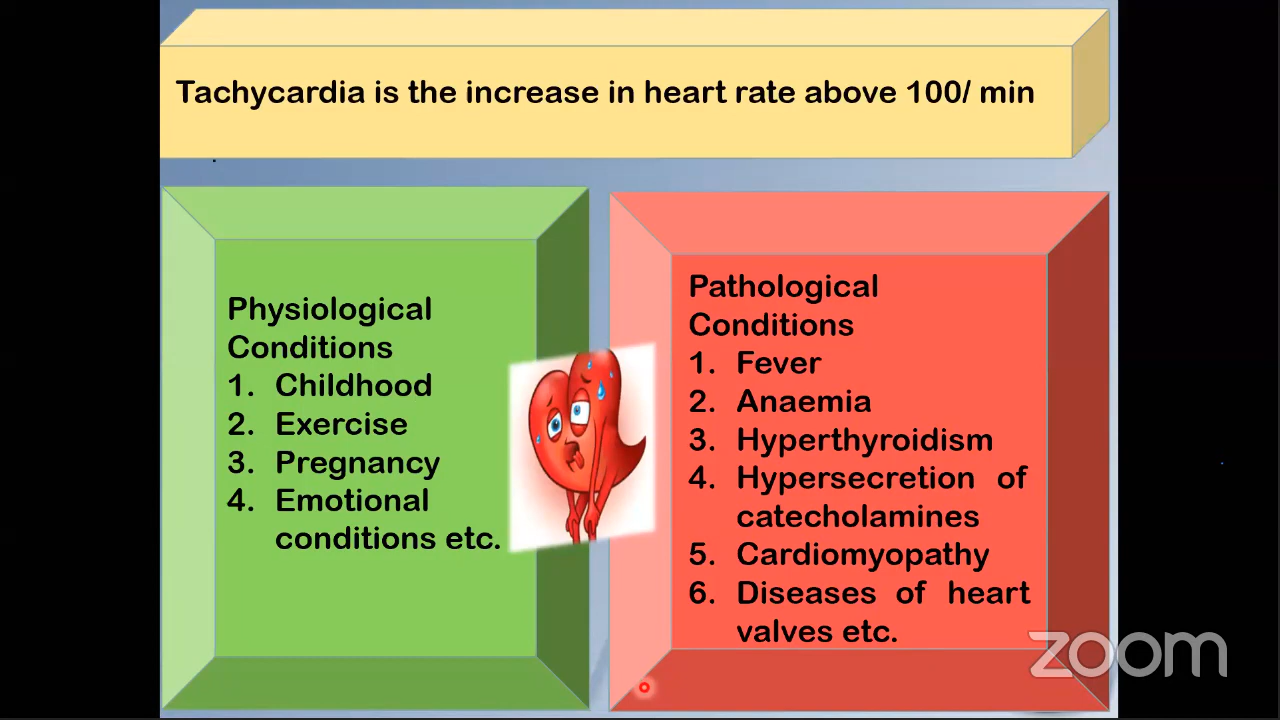 Tachycardia is the increase in heart rate above 100/ min
Physiological
Conditions
1. Childhood
2. Exercise
3. Pregnancy
4. Emotional
conditions etc.
Pathological
Conditions
1. Fever
2. Anaemia
3. Hyperthyroidism
4. Hypersecretion of
catecholamines
5. Cardiomyopathy
6. Diseases of heart
valves etc.
zoom